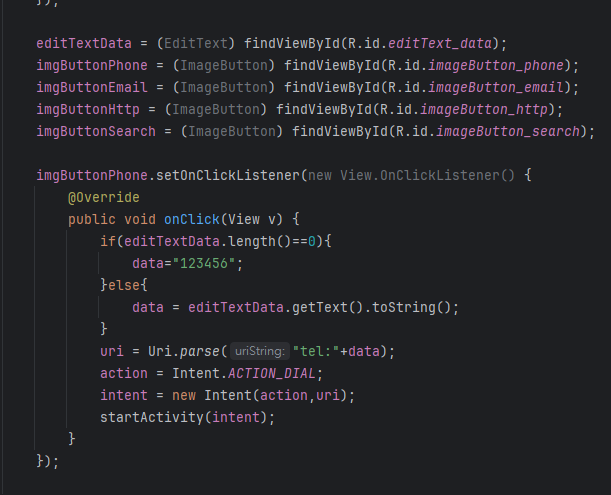 });
editTextData = (EditText) findViewById(R.id.editText_data);
imgButtonPhone = (ImageButton) findViewById(R.id.imageButton_phone);
imgButtonEmail = (ImageButton) findViewById(R.id.imageButton_email);
imgButtonHttp = (ImageButton) findViewById(R.id.imageButton_http);
imgButtonSearch = (ImageButton) findViewById(R.id.imageButton_search);
imgButtonPhone.setOnClickListener(new View.OnClickListener() {
@Override
public void onClick(View v) {
if(editTextData.length()==0){
data="123456";
}else{
data = editTextData.getText().toString();
}
uri = Uri.parse( uriString: "tel:"+data);
action = Intent.ACTION_DIAL;
intent = new Intent(action,uri);
startActivity(intent);
}
});